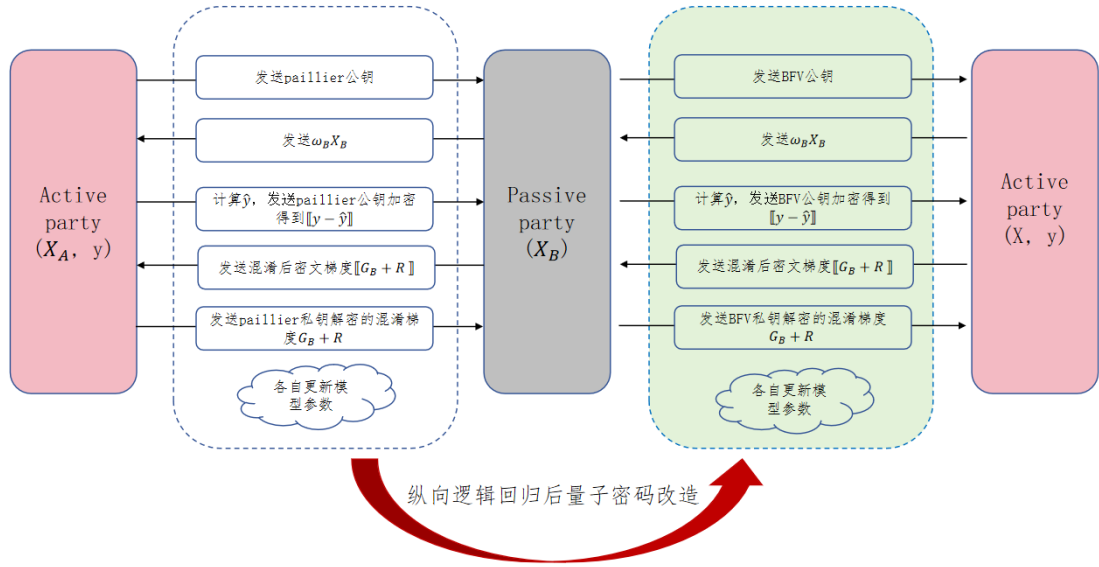 Active
party
(X_A, y)
发送paillier公钥
发送ω_B X_B
计算ŷ, 发送paillier公钥加密
得到⟦y − ŷ⟧
发送混淆后密文梯度⟦G_B + R⟧
发送paillier私钥解密的混淆梯
度G_B + R
各自更新模
型参数
Passive
party
(X_B)
发送BFV公钥
发送ω_B X_B
计算ŷ, 发送BFV公钥加密得到
⟦y − ŷ⟧
发送混淆后密文梯度⟦G_B + R⟧
发送BFV私钥解密的混淆梯度
G_B + R
各自更新模
型参数
Active
party
(X, y)
纵向逻辑回归后量子密码改造